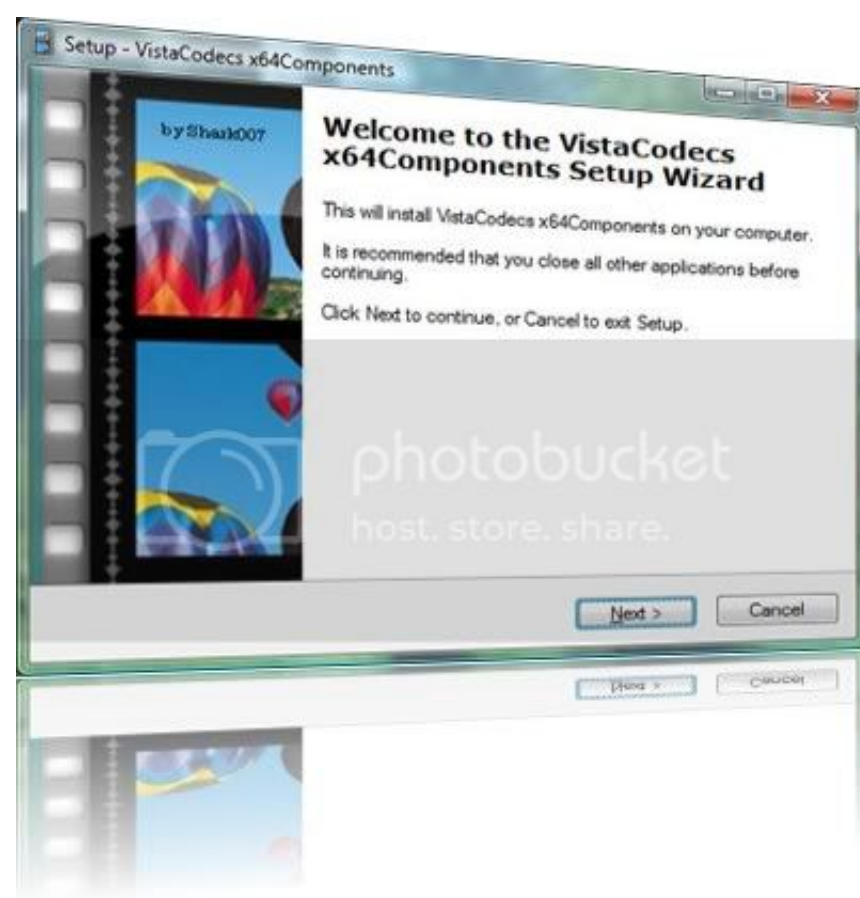 Setup - VistaCodecs x64Components
by Shark007
Welcome to the VistaCodecs
x64Components Setup Wizard
This will install VistaCodecs x64Components on your computer.
It is recommended that you close all other applications before
continuing.
Click Next to continue, or Cancel to exit Setup.
photobucket
host. store. share.
Next >
Cancel
Next >
Cancel